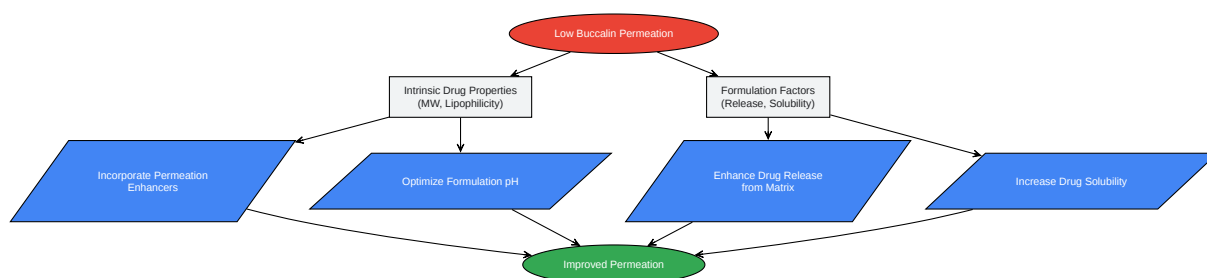 Low Buccalin Permeation
Intrinsic Drug Properties
(MW, Lipophilicity)
Formulation Factors
(Release, Solubility)
Incorporate Permeation
Enhancers
Optimize Formulation pH
Enhance Drug Release
from Matrix
Increase Drug Solubility
Improved Permeation